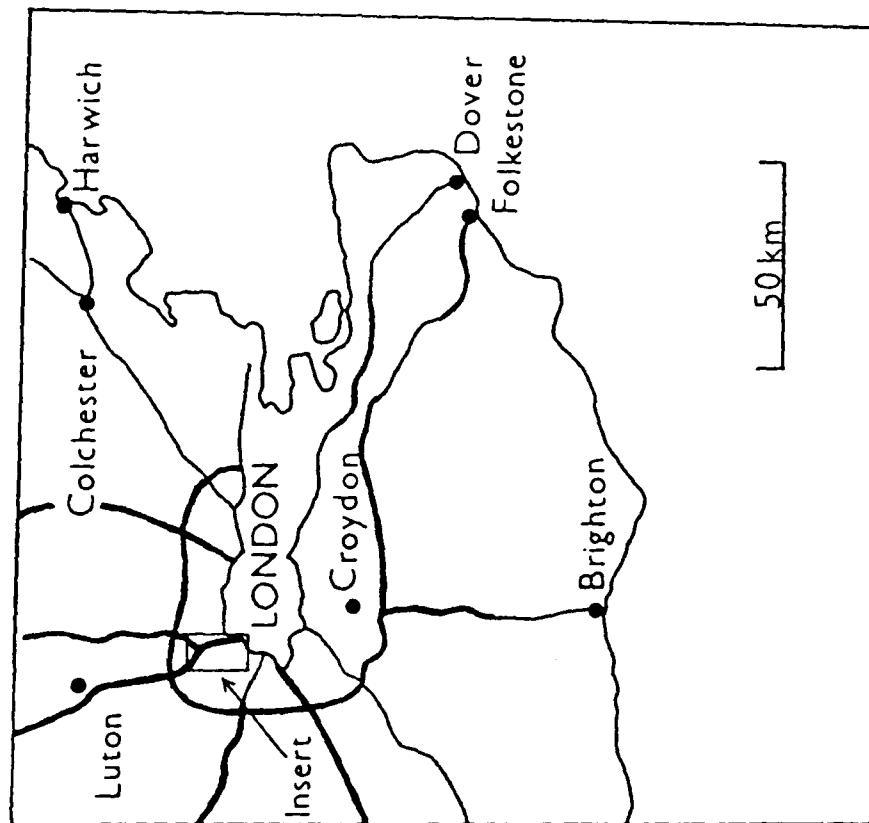 Harwich
Colchester
Luton
LONDON
Insert
Croydon
Dover
Folkestone
Brighton
50 km